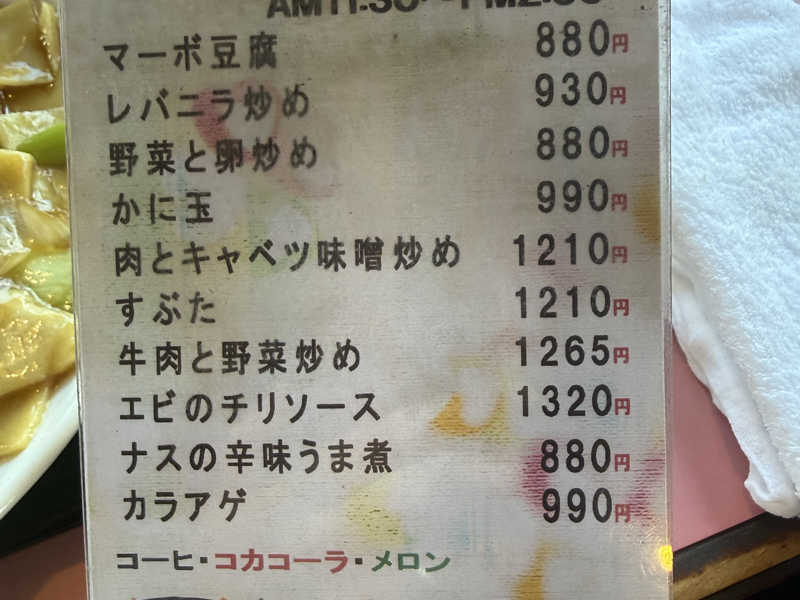 マーボ豆腐 880円
レバニラ炒め 930円
野菜と卵炒め 880円
かに玉 990円
肉とキャベツ味噌炒め 1210円
すぶた 1210円
牛肉と野菜炒め 1265円
エビのチリソース 1320円
ナスの辛味うま煮 880円
カラアゲ 990円
コーヒ・コカコーラ・メロン